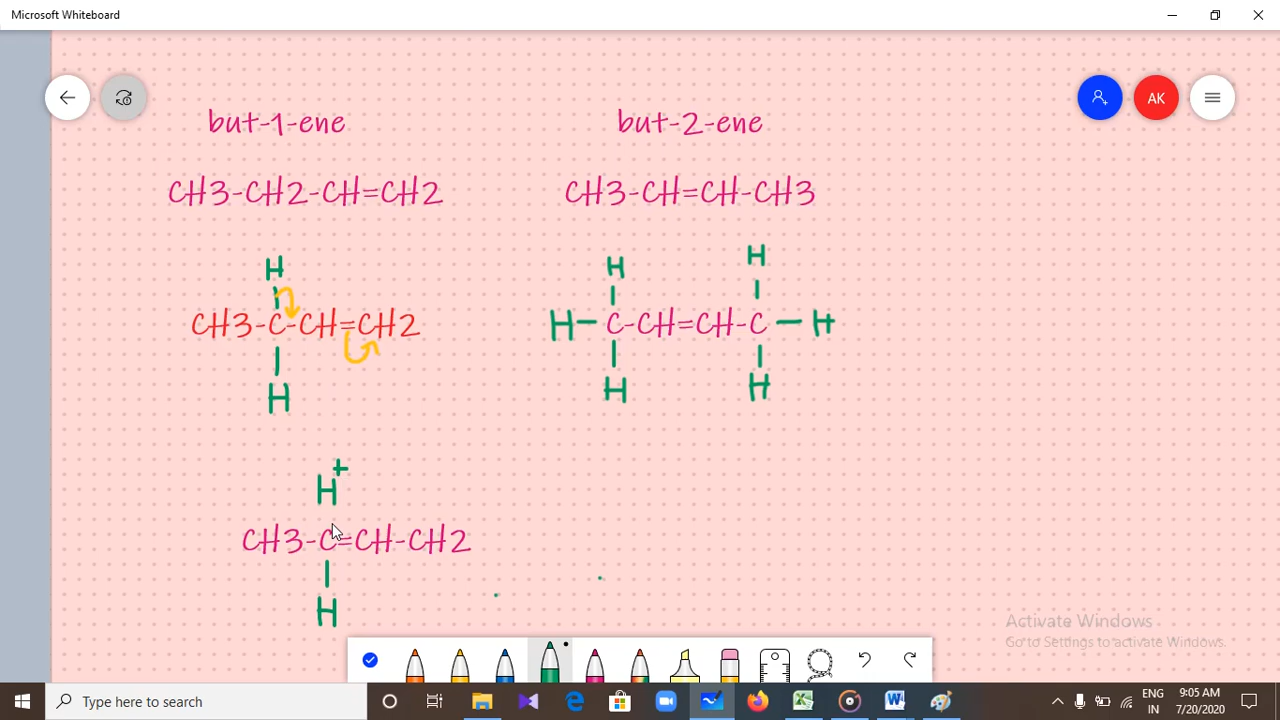 Microsoft Whiteboard
AK
but-1-ene
but-2-ene
CH3-CH2-CH=CH2
CH3-CH=CH-CH3
H
CH3-C-CH=CH2
H
H
H
H-C-CH=CH-C-H
H
H
H+
CH3-C=CH-CH2
H
Activate Windows
Go to Settings to activate Windows.
Type here to search
ENG
IN
9:05 AM
7/20/2020